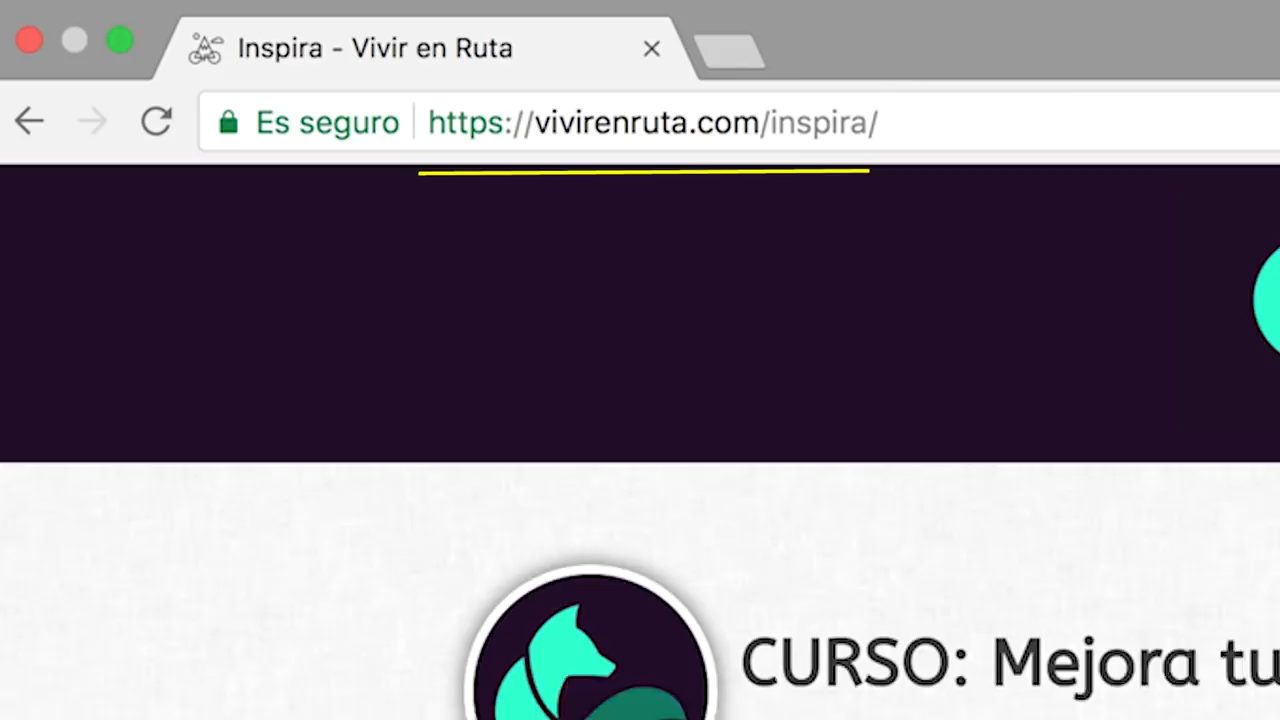 Inspira - Vivir en Ruta
Es seguro https://vivirenruta.com/inspira/
CURSO: Mejora tu